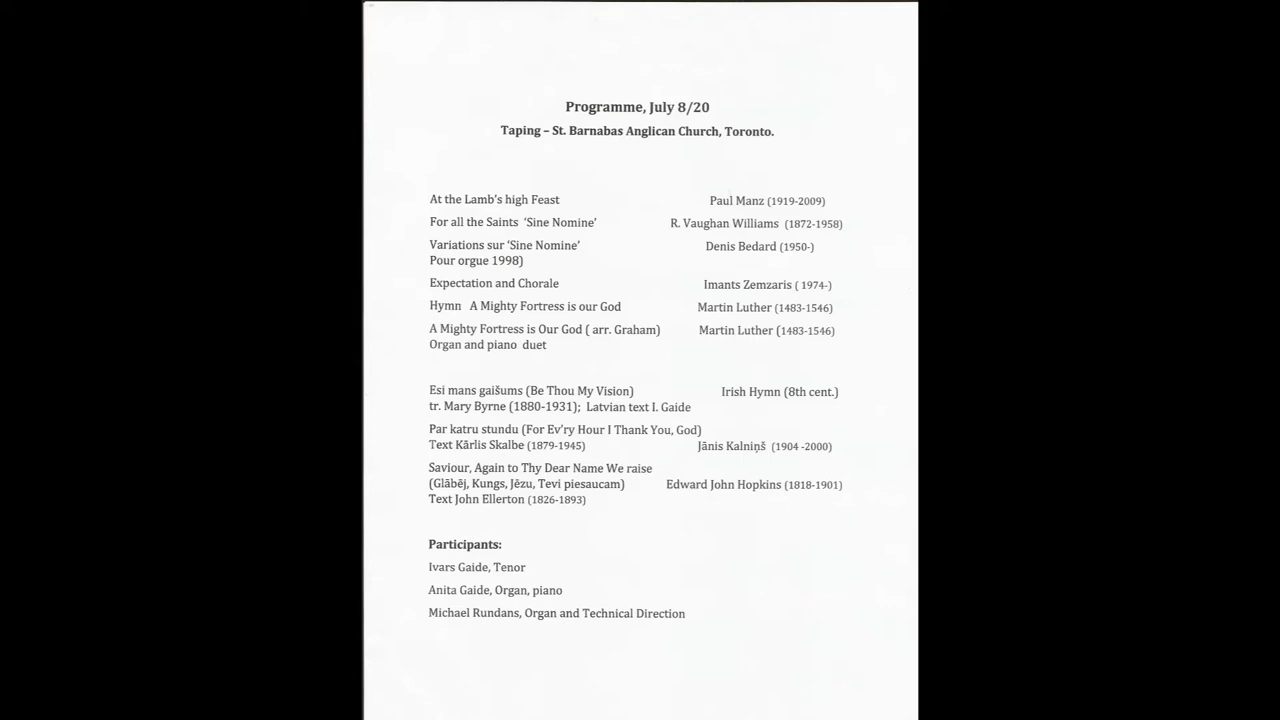 Programme, July 8/20
Taping – St. Barnabas Anglican Church, Toronto.
At the Lamb's high Feast Paul Manz (1919-2009)
For all the Saints 'Sine Nomine' R. Vaughan Williams (1872-1958)
Variations sur 'Sine Nomine' Denis Bedard (1950-)
Pour orgue 1998)
Expectation and Chorale Imants Zemzaris ( 1974-)
Hymn A Mighty Fortress is our God Martin Luther (1483-1546)
A Mighty Fortress is Our God ( arr. Graham) Martin Luther (1483-1546)
Organ and piano duet
Esi mans gaišums (Be Thou My Vision) Irish Hymn (8th cent.)
tr. Mary Byrne (1880-1931); Latvian text I. Gaide
Par katru stundu (For Ev'ry Hour I Thank You, God)
Text Kārlis Skalbe (1879-1945) Jānis Kalniņš (1904 -2000)
Saviour, Again to Thy Dear Name We raise
(Glābēj, Kungs, Jēzu, Tevi piesaucam) Edward John Hopkins (1818-1901)
Text John Ellerton (1826-1893)
Participants:
Ivars Gaide, Tenor
Anita Gaide, Organ, piano
Michael Rundans, Organ and Technical Direction